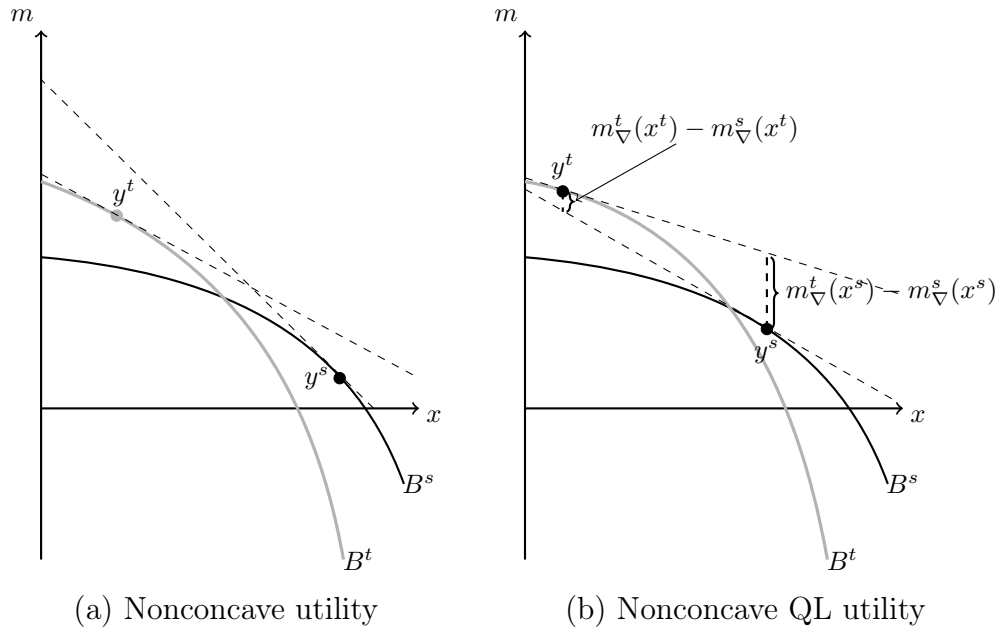 m
y^t
y^s
x
B^s
B^t
(a) Nonconcave utility
m
m^t_∇(x^t) − m^s_∇(x^t)
y^t
m^t_∇(x^s) − m^s_∇(x^s)
y^s
x
B^s
B^t
(b) Nonconcave QL utility